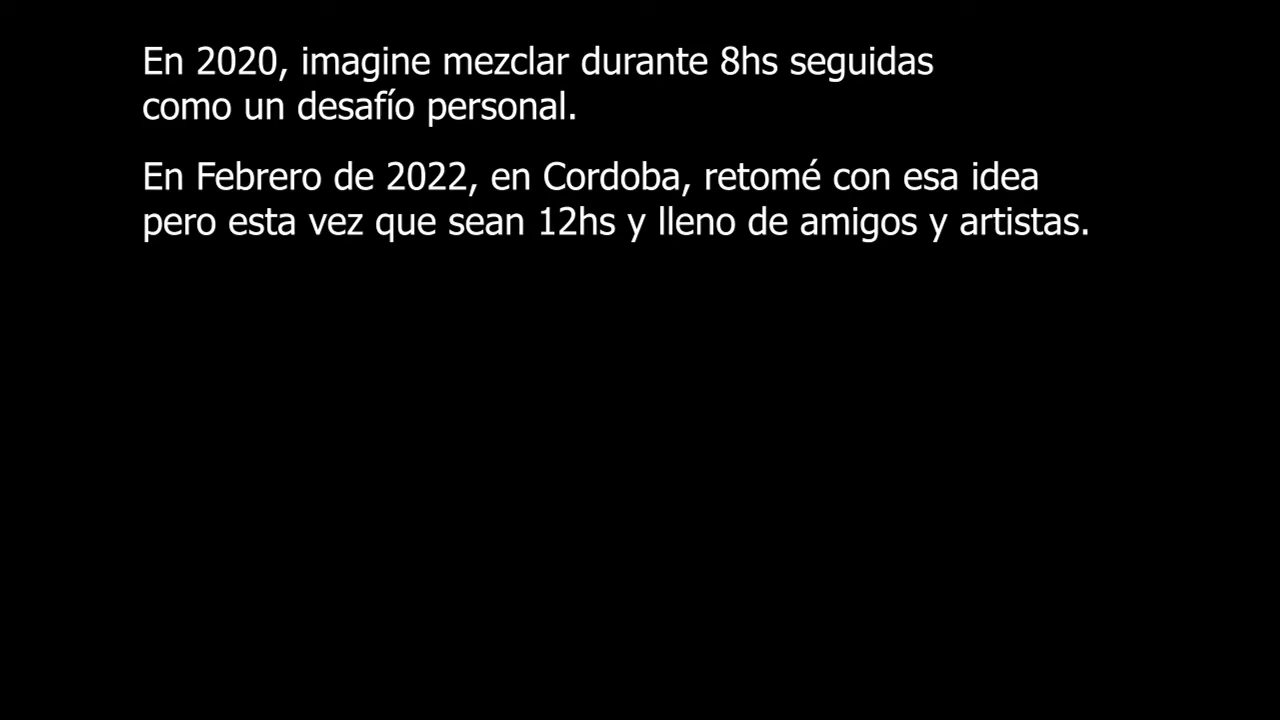 En 2020, imagine mezclar durante 8hs seguidas
como un desafío personal.
En Febrero de 2022, en Cordoba, retomé con esa idea
pero esta vez que sean 12hs y lleno de amigos y artistas.